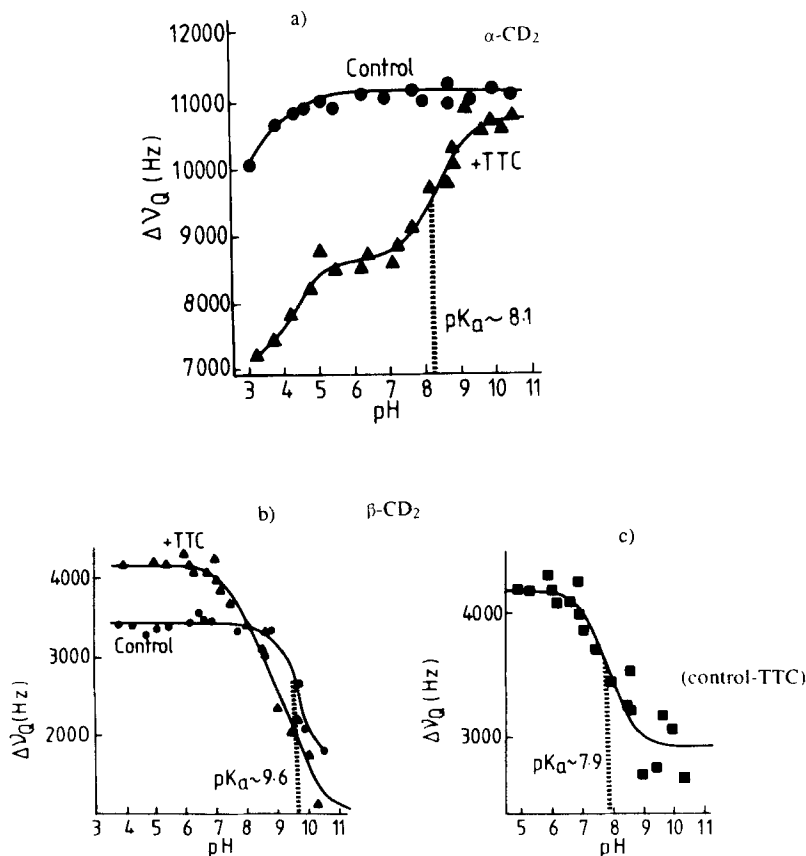 a)
α-CD₂
12000
11000
10000
9000
8000
7000
Δν_Q (Hz)
Control
+TTC
pKa~8·1
3 4 5 6 7 8 9 10 11
pH
b)
β-CD₂
c)
+TTC
4000
3000
2000
Δν_Q(Hz)
Control
pKa~9·6
3 4 5 6 7 8 9 10 11
pH
4000
3000
Δν_Q(Hz)
(control-TTC)
pKa~7·9
5 6 7 8 9 10 11
pH